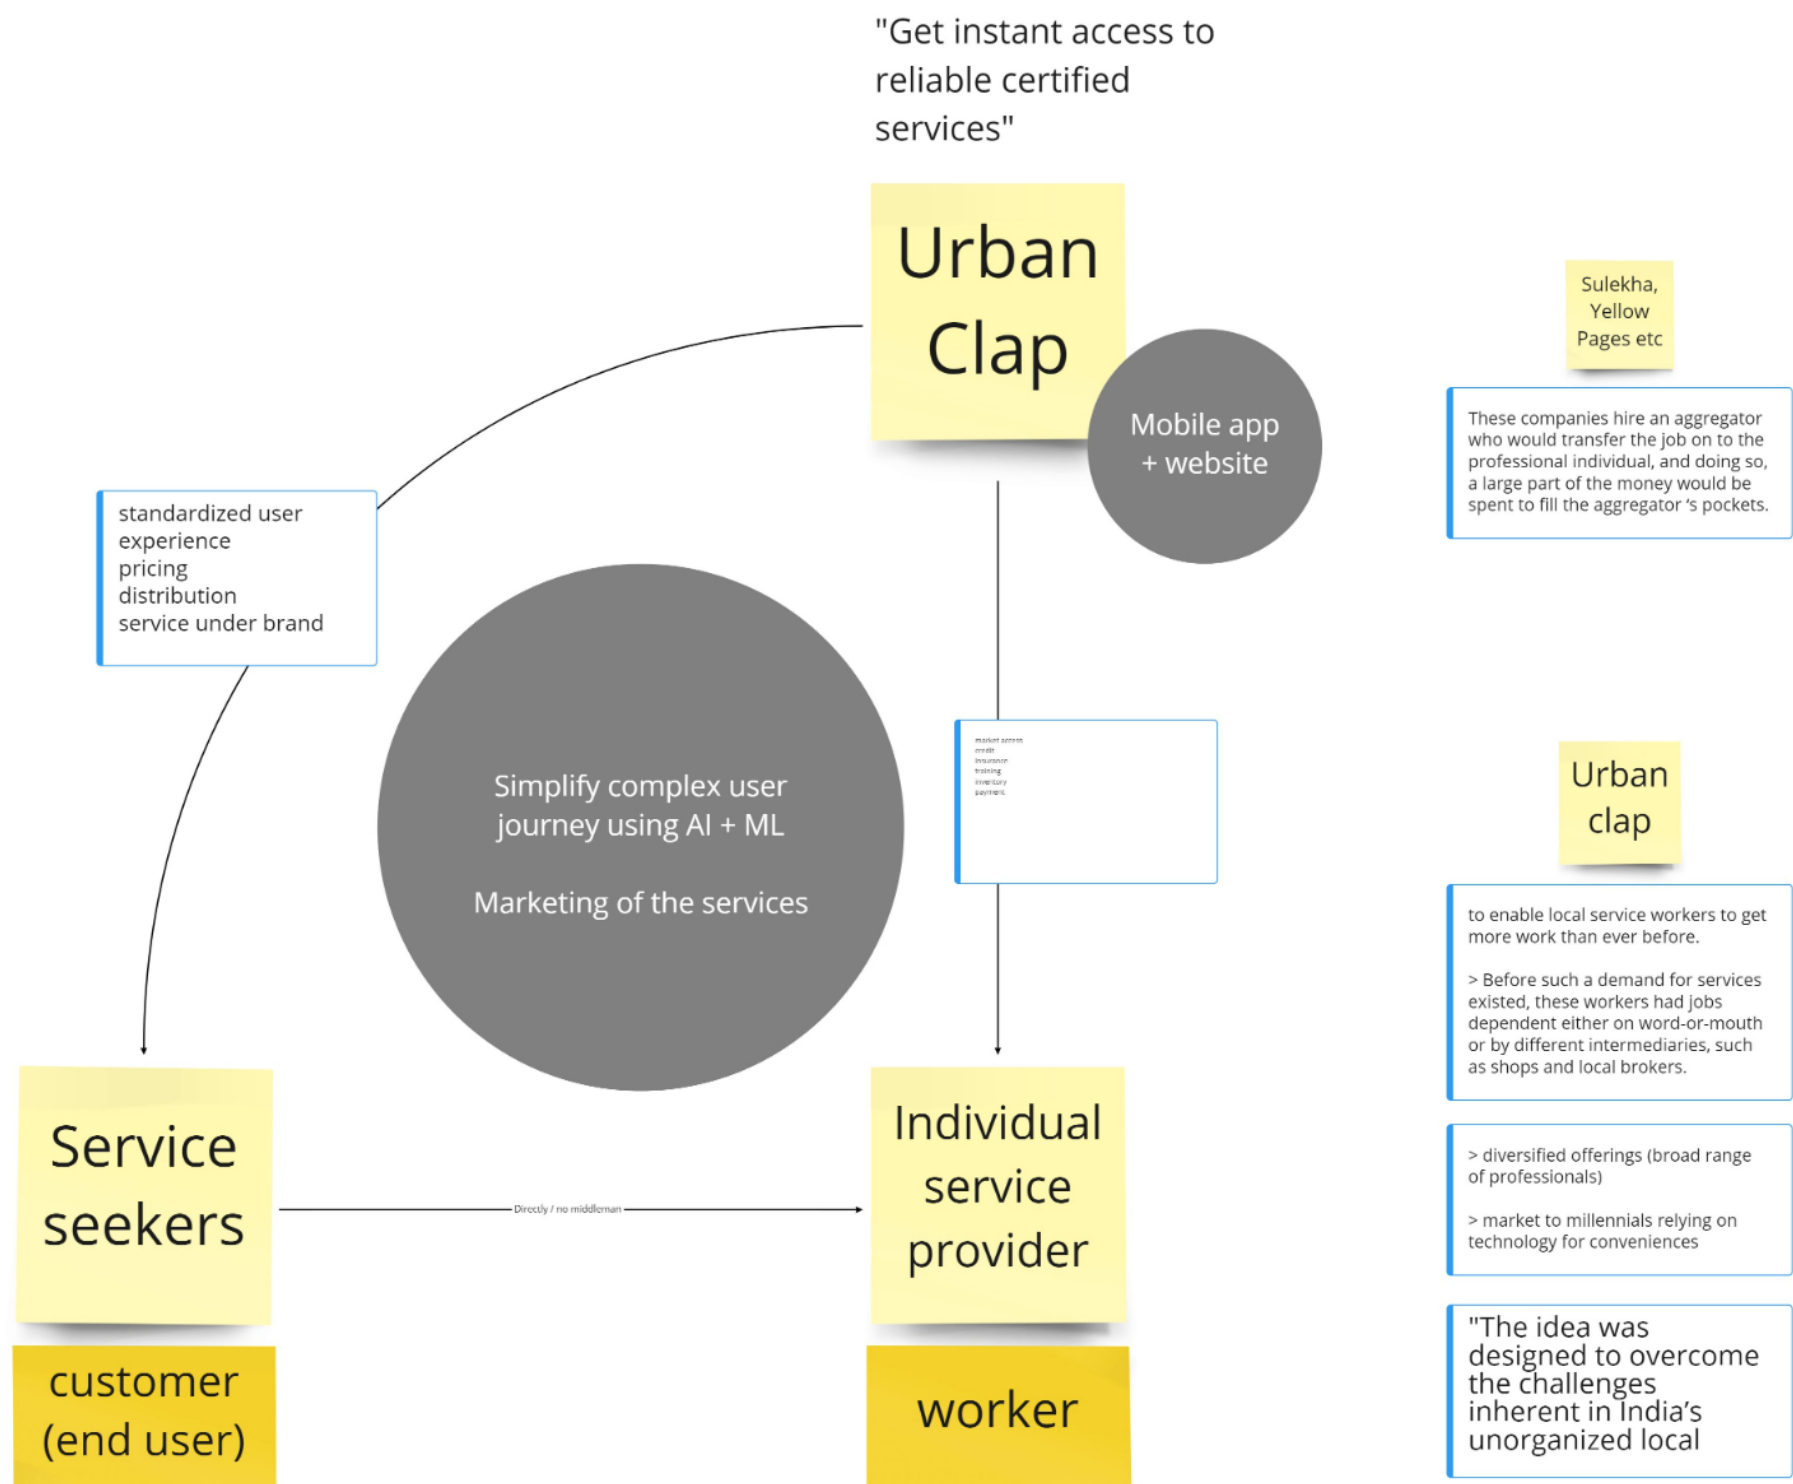 "Get instant access to
reliable certified
services"
Urban
Clap
Mobile app
+ website
standardized user
experience
pricing
distribution
service under brand
Simplify complex user
journey using AI + ML
Marketing of the services
market access
credit
insurance
training
inventory
payment
Service
seekers
Directly / no middleman
Individual
service
provider
customer
(end user)
worker
Sulekha,
Yellow
Pages etc
These companies hire an aggregator
who would transfer the job on to the
professional individual, and doing so,
a large part of the money would be
spent to fill the aggregator ‘s pockets.
Urban
clap
to enable local service workers to get
more work than ever before.
> Before such a demand for services
existed, these workers had jobs
dependent either on word-or-mouth
or by different intermediaries, such
as shops and local brokers.
> diversified offerings (broad range
of professionals)
> market to millennials relying on
technology for conveniences
"The idea was
designed to overcome
the challenges
inherent in India’s
unorganized local